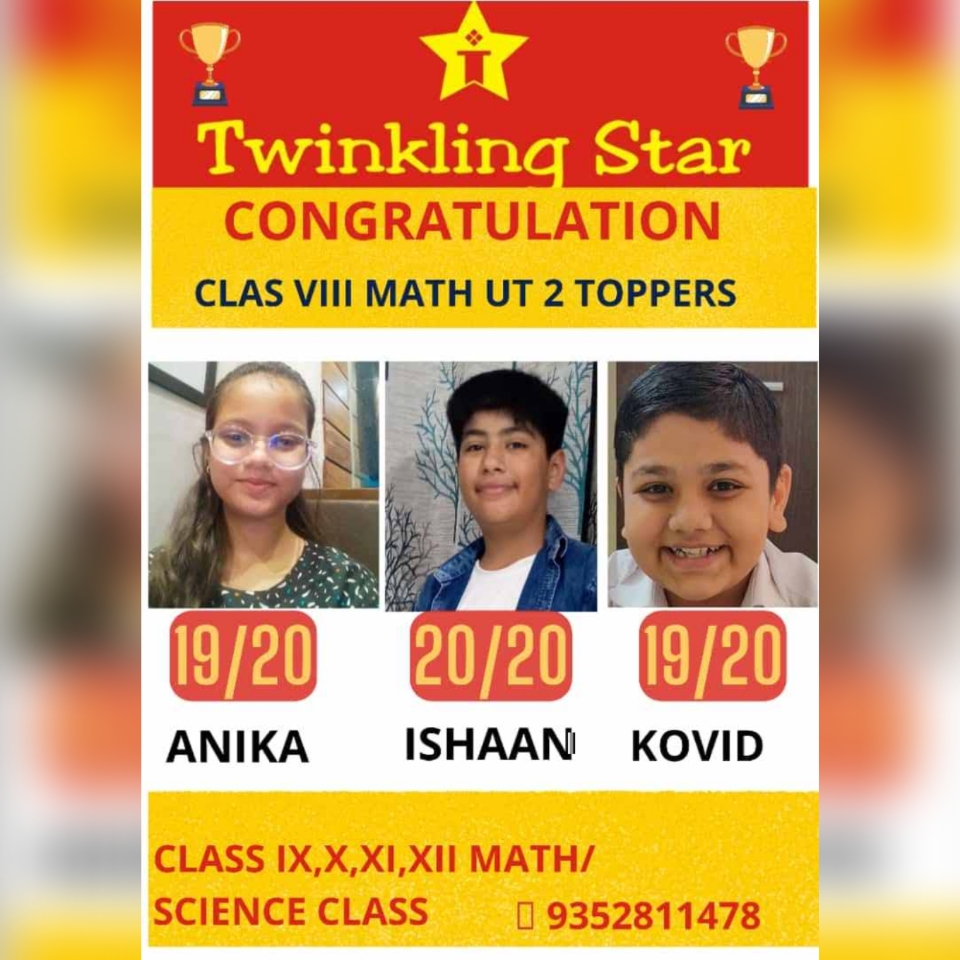 Twinkling Star
CONGRATULATION
CLAS VIII MATH UT 2 TOPPERS
19/20 20/20 19/20
ANIKA ISHAAN KOVID
CLASS IX,X,XI,XII MATH/
SCIENCE CLASS 9352811478